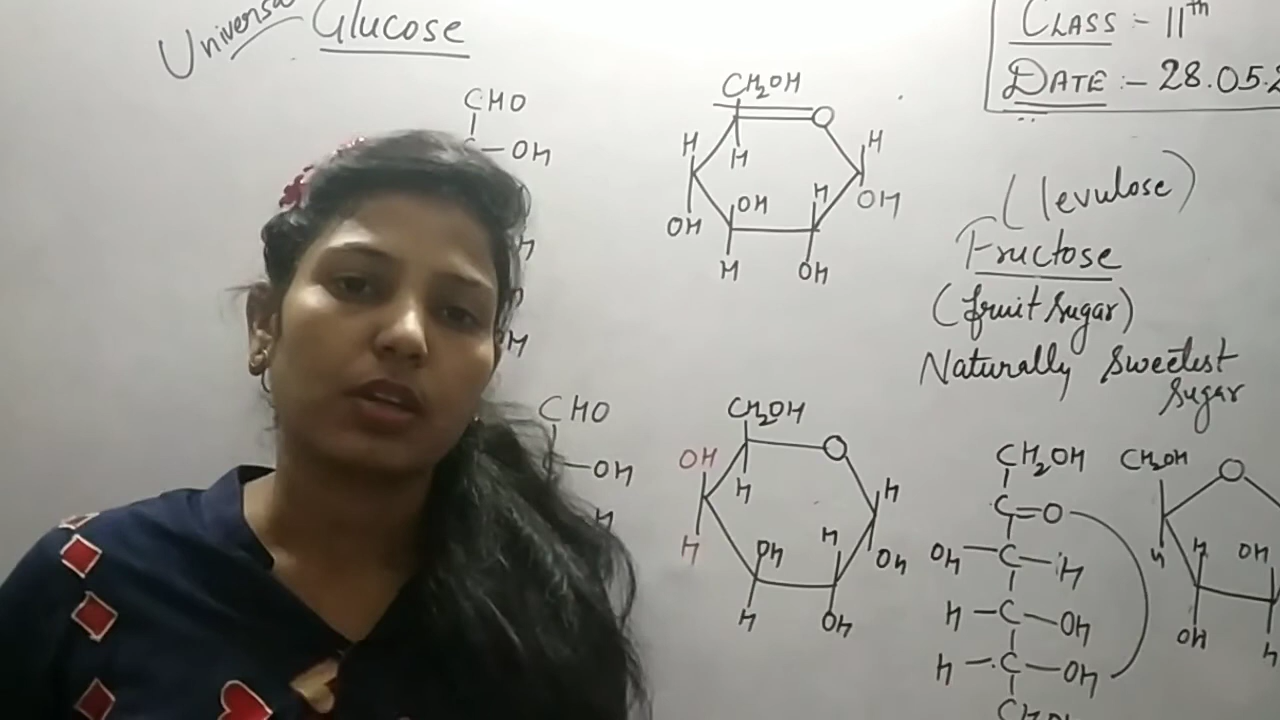 Glucose
CHO
C-OH
CH2OH
O
H
H
H
OH
H
OH
OH
H
OH
CLASS :- 11th
DATE :- 28.05.2
(levulose)
Fructose
(fruit sugar)
Naturally Sweetest
Sugar
CHO
-OH
H
CH2OH
O
OH
H
H
H
OH
H
OH
H
OH
CH2OH
C=O
OH-C-H
H-C-OH
H-C-OH
CH2OH
O
H
H
OH
OH
H